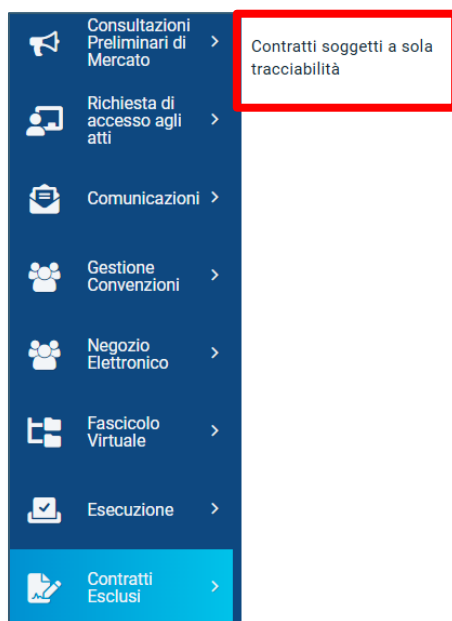 Consultazioni
Preliminari di
Mercato
Contratti soggetti a sola
tracciabilità
Richiesta di
accesso agli
atti
Comunicazioni
Gestione
Convenzioni
Negozio
Elettronico
Fascicolo
Virtuale
Esecuzione
Contratti
Esclusi